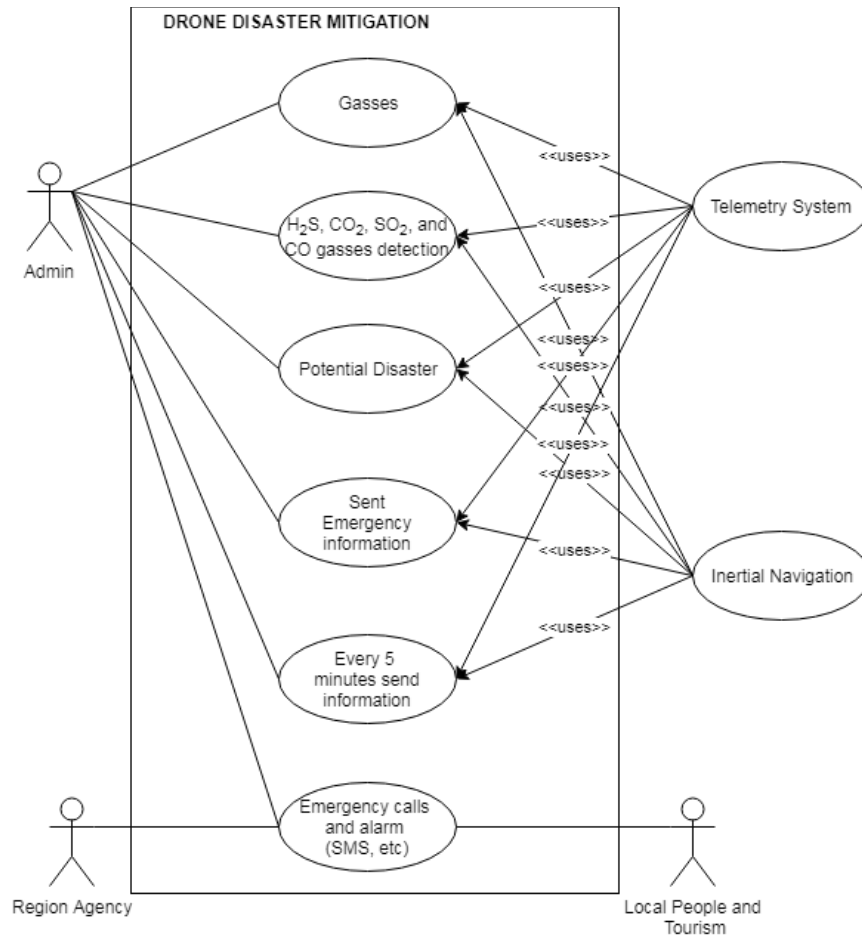 DRONE DISASTER MITIGATION
Gasses
<<uses>>
Telemetry System
H₂S, CO₂, SO₂, and
CO gasses detection
<<uses>>
Admin
<<uses>>
Potential Disaster
<<uses>>
<<uses>>
<<uses>>
<<uses>>
<<uses>>
Sent
Emergency
information
<<uses>>
Inertial Navigation
<<uses>>
Every 5
minutes send
information
Emergency calls
and alarm
(SMS, etc)
Region Agency
Local People and
Tourism